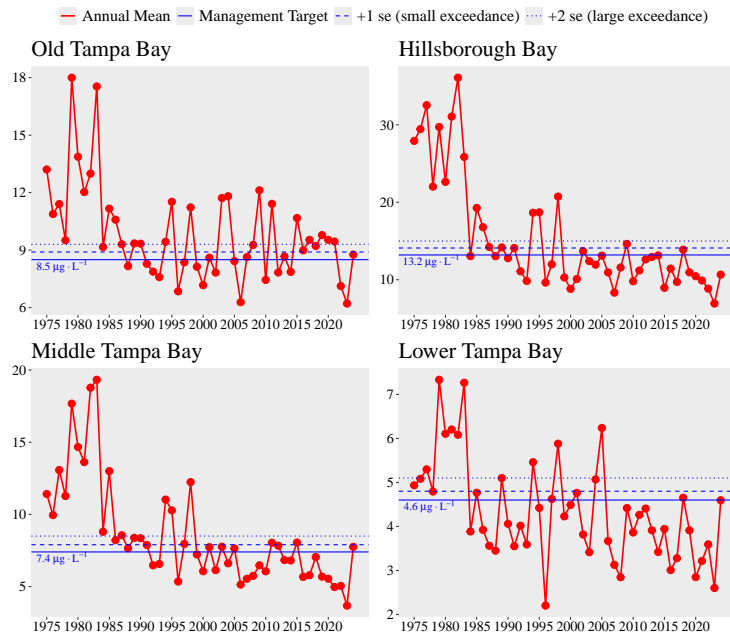 Annual Mean Management Target +1 se (small exceedance) +2 se (large exceedance)
Old Tampa Bay
18
15
12
9
6
8.5 μg · L⁻¹
1975 1980 1985 1990 1995 2000 2005 2010 2015 2020
Hillsborough Bay
30
20
10
13.2 μg · L⁻¹
1975 1980 1985 1990 1995 2000 2005 2010 2015 2020
Middle Tampa Bay
20
15
10
5
7.4 μg · L⁻¹
1975 1980 1985 1990 1995 2000 2005 2010 2015 2020
Lower Tampa Bay
7
6
5
4
3
2
4.6 μg · L⁻¹
1975 1980 1985 1990 1995 2000 2005 2010 2015 2020